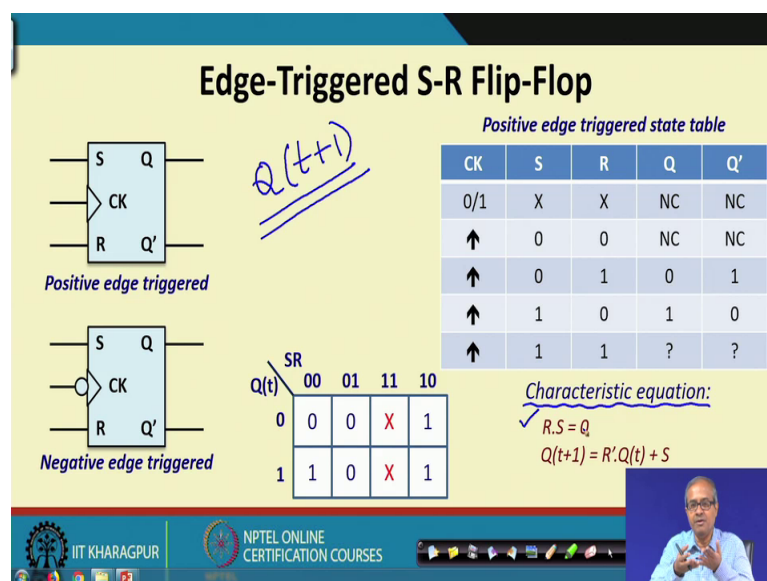 Edge-Triggered S-R Flip-Flop
S Q
CK
R Q'
Positive edge triggered
Q(t+1)
Positive edge triggered state table
CK S R Q Q'
0/1 X X NC NC
↑ 0 0 NC NC
↑ 0 1 0 1
↑ 1 0 1 0
↑ 1 1 ? ?
S Q
CK
R Q'
Negative edge triggered
SR
Q(t) 00 01 11 10
0 0 0 X 1
1 1 0 X 1
Characteristic equation:
R.S = Q
Q(t+1) = R'.Q(t) + S
IIT KHARAGPUR
NPTEL ONLINE
CERTIFICATION COURSES